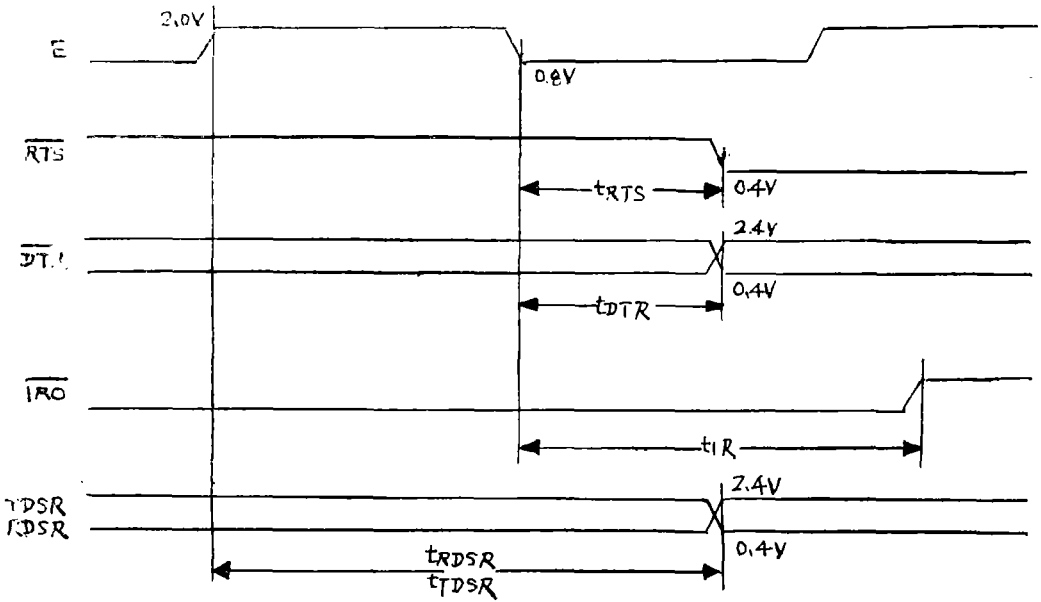 2.0V
E
0.8V
RTS
tRTS
0.4V
2.4V
0.4V
tDTR
IRO
tIR
2.4V
TDSR
RDSR
0.4V
tRDSR
tTDSR